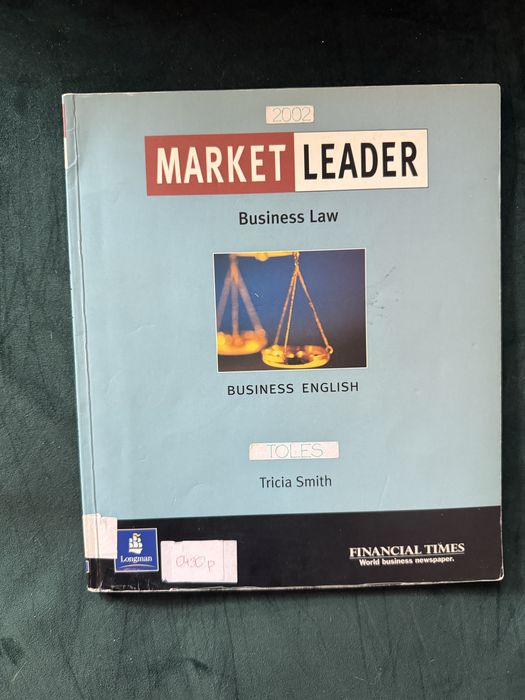 2002
MARKET LEADER
Business Law
BUSINESS ENGLISH
TOLES
Tricia Smith
Longman
FINANCIAL TIMES
World business newspaper.